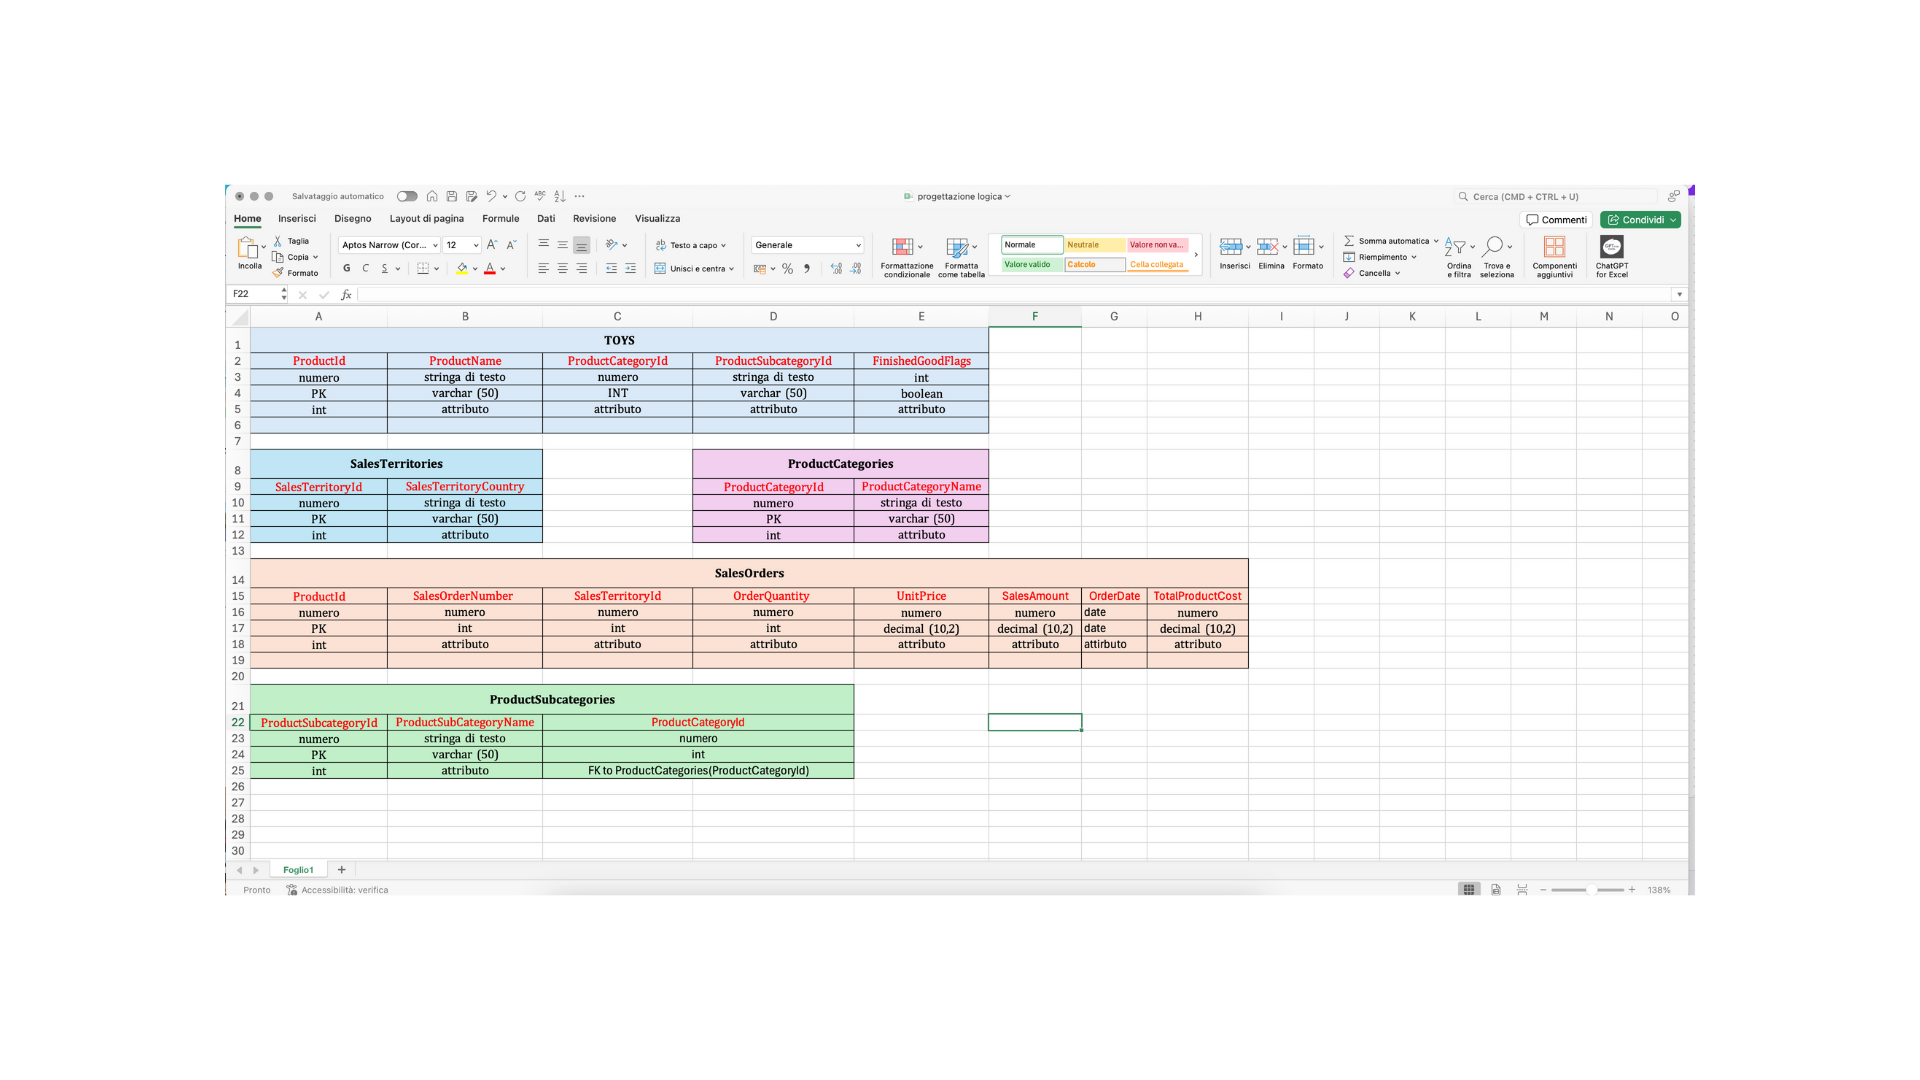 Salvataggio automatico
progettazione logica
Cerca (CMD + CTRL + U)
Home Inserisci Disegno Layout di pagina Formule Dati Revisione Visualizza
Commenti Condividi
Incolla Taglia Copia Formato
Aptos Narrow (Cor... 12
G C S
Testo a capo
Unisci e centra
Generale
Formattazione condizionale
Formatta come tabella
Normale Neutrale Valore non va...
Valore valido Calcolo Cella collegata
Inserisci Elimina Formato
Somma automatica
Riempimento
Cancella
Ordina e filtra
Trova e seleziona
Componenti aggiuntivi
ChatGPT for Excel
F22 fx
A B C D E F G H I J K L M N O
1 TOYS
2 ProductId ProductName ProductCategoryId ProductSubcategoryId FinishedGoodFlags
3 numero stringa di testo numero stringa di testo int
4 PK varchar (50) INT varchar (50) boolean
5 int attributo attributo attributo attributo
6
7
8 SalesTerritories ProductCategories
9 SalesTerritoryId SalesTerritoryCountry ProductCategoryId ProductCategoryName
10 numero stringa di testo numero stringa di testo
11 PK varchar (50) PK varchar (50)
12 int attributo int attributo
13
14 SalesOrders
15 ProductId SalesOrderNumber SalesTerritoryId OrderQuantity UnitPrice SalesAmount OrderDate TotalProductCost
16 numero numero numero numero numero numero date numero
17 PK int int int decimal (10,2) decimal (10,2) date decimal (10,2)
18 int attributo attributo attributo attributo attributo attirbuto attributo
19
20
21 ProductSubcategories
22 ProductSubcategoryId ProductSubCategoryName ProductCategoryId
23 numero stringa di testo numero
24 PK varchar (50) int
25 int attributo FK to ProductCategories(ProductCategoryId)
26
27
28
29
30
Foglio1 +
Pronto Accessibilità: verifica
138%